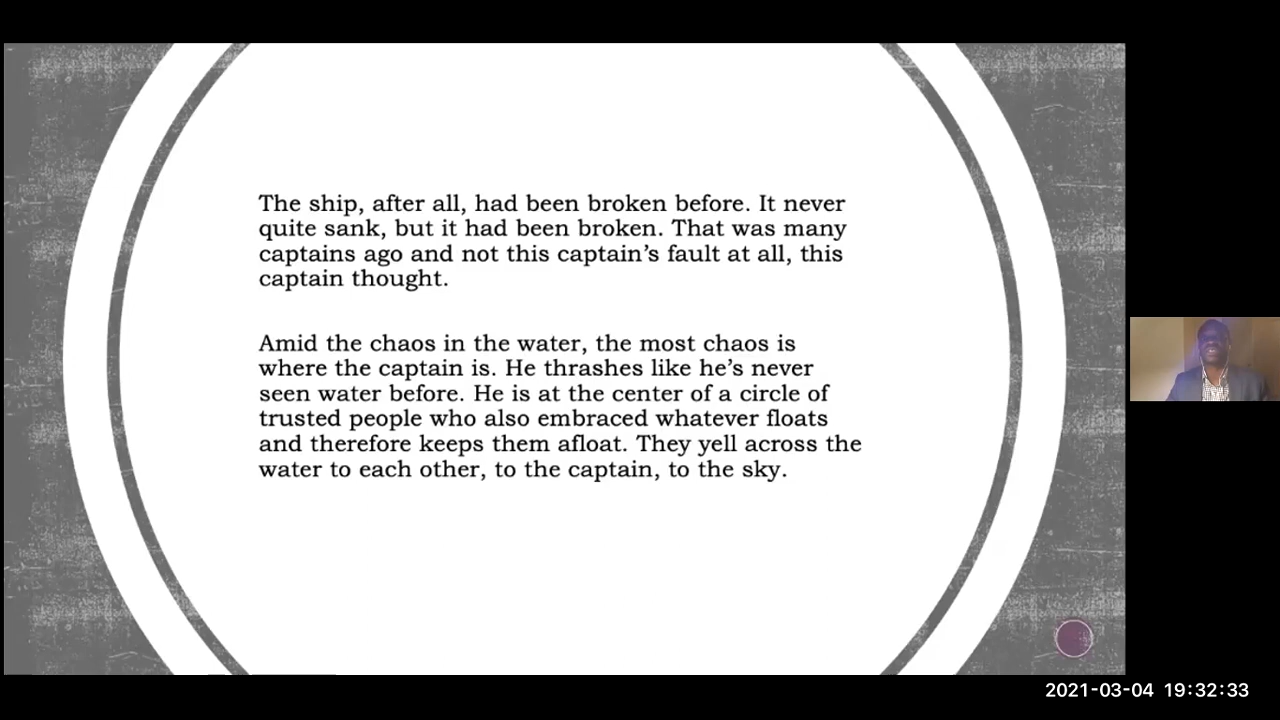 The ship, after all, had been broken before. It never
quite sank, but it had been broken. That was many
captains ago and not this captain’s fault at all, this
captain thought.
Amid the chaos in the water, the most chaos is
where the captain is. He thrashes like he’s never
seen water before. He is at the center of a circle of
trusted people who also embraced whatever floats
and therefore keeps them afloat. They yell across the
water to each other, to the captain, to the sky.
2021-03-04 19:32:33